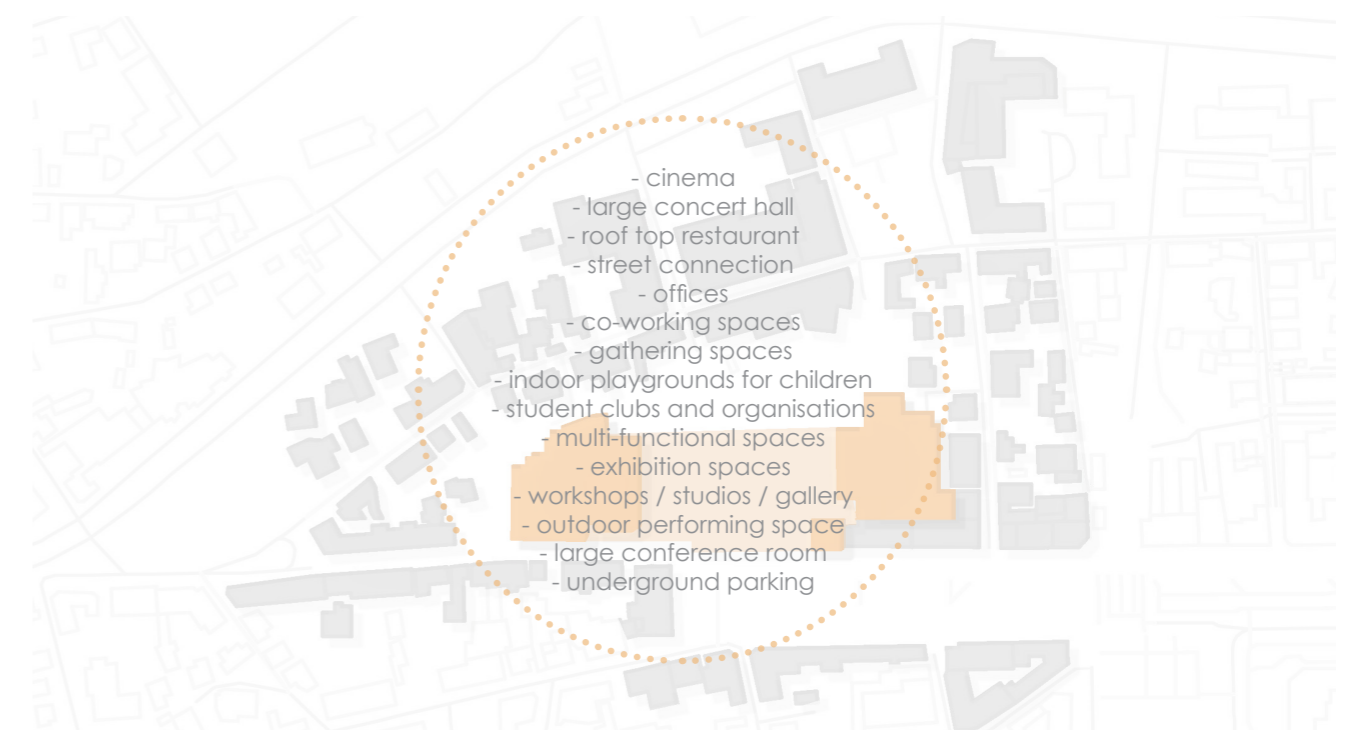 - cinema
- large concert hall
- roof top restaurant
- street connection
- offices
- co-working spaces
- gathering spaces
- indoor playgrounds for children
- student clubs and organisations
- multi-functional spaces
- exhibition spaces
- workshops / studios / gallery
- outdoor performing space
- large conference room
- underground parking